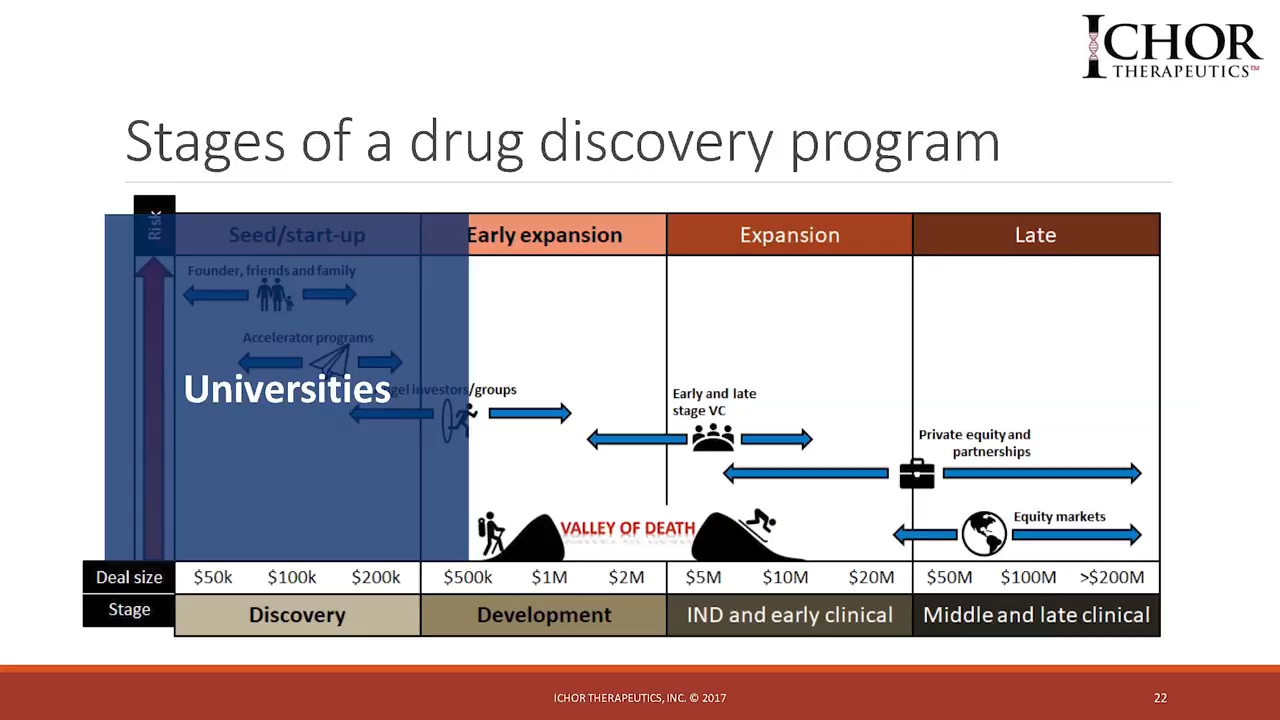 ICHOR
THERAPEUTICS™
Stages of a drug discovery program
Risk
Seed/start-up
Early expansion
Expansion
Late
Founder, friends and family
Accelerator programs
Universities
investors/groups
Early and late
stage VC
Private equity and
partnerships
Equity markets
VALLEY OF DEATH
Deal size
$50k
$100k
$200k
$500k
$1M
$2M
$5M
$10M
$20M
$50M
$100M
>$200M
Stage
Discovery
Development
IND and early clinical
Middle and late clinical
ICHOR THERAPEUTICS, INC. © 2017
22